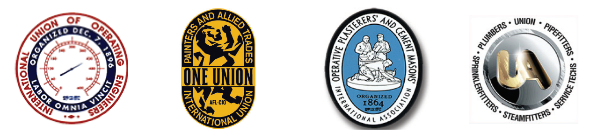 INTERNATIONAL UNION OF OPERATING ENGINEERS
ORGANIZED DEC. 7, 1896
LABOR OMNIA VINCIT
PAINTERS AND ALLIED TRADES
ONE UNION
AFL-CIO
INTERNATIONAL UNION
OPERATIVE PLASTERERS' AND CEMENT MASONS'
ORGANIZED
1864
INTERNATIONAL ASSOCIATION
PLUMBERS • UNION • PIPEFITTERS • SERVICE TECHS • STEAMFITTERS • SPRINKLERFITTERS •
UA